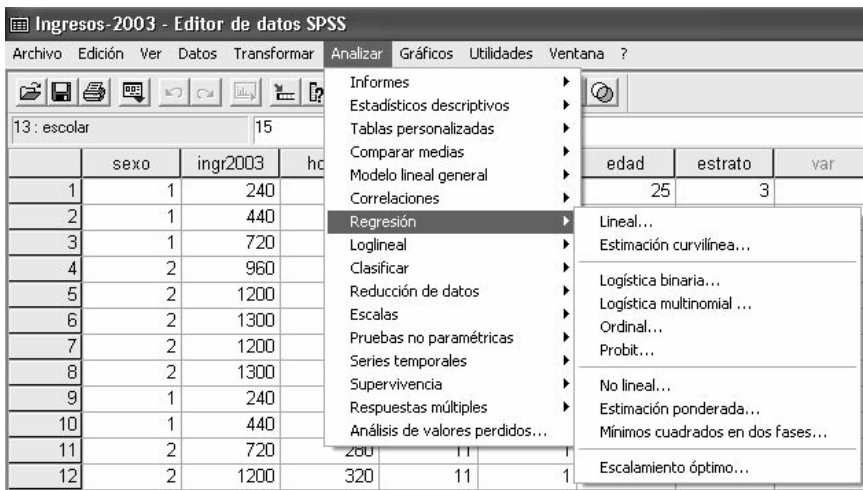 Ingresos-2003 - Editor de datos SPSS
Archivo Edición Ver Datos Transformar Analizar Gráficos Utilidades Ventana ?
13 : escolar 15
sexo ingr2003 edad estrato var
1 1 240 25 3
2 1 440
3 1 720
4 2 960
5 2 1200
6 2 1300
7 2 1200
8 2 1300
9 1 240
10 1 440
11 2 720 280 11 1
12 2 1200 320 11 1
Informes
Estadísticos descriptivos
Tablas personalizadas
Comparar medias
Modelo lineal general
Correlaciones
Regresión
Loglineal
Clasificar
Reducción de datos
Escalas
Pruebas no paramétricas
Series temporales
Supervivencia
Respuestas múltiples
Análisis de valores perdidos...
Lineal...
Estimación curvilínea...
Logística binaria...
Logística multinomial ...
Ordinal...
Probit...
No lineal...
Estimación ponderada...
Mínimos cuadrados en dos fases...
Escalamiento óptimo...